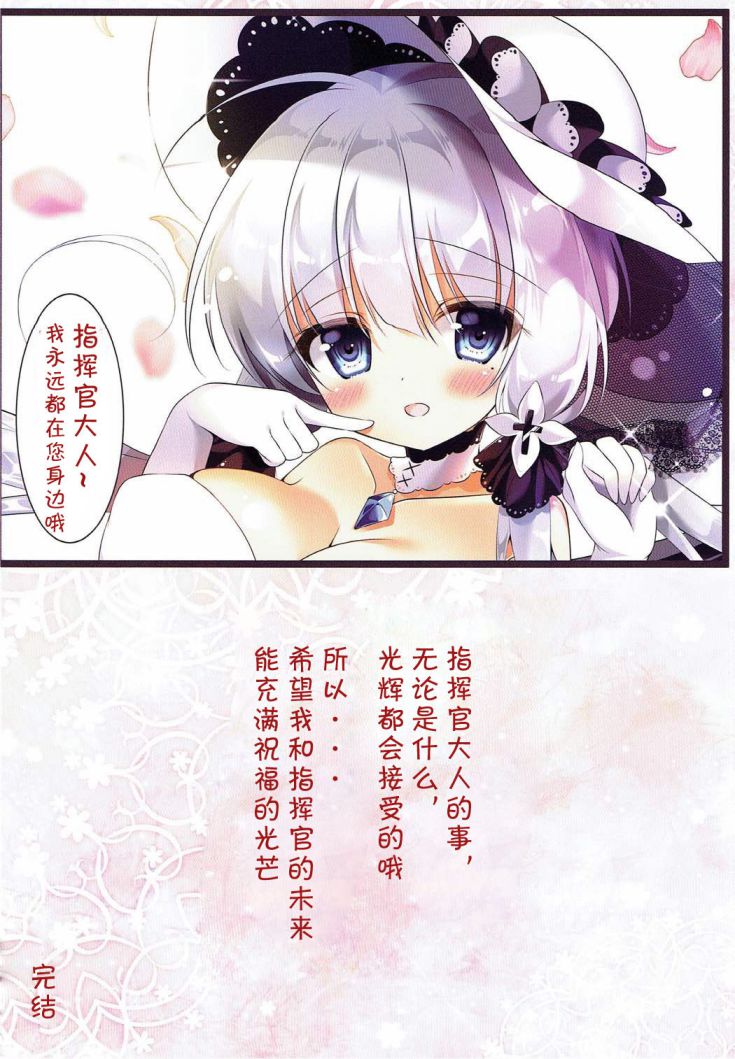 指挥官大人~
我永远都在您身边哦
指挥官大人的事，
无论是什么，
光辉都会接受的哦
所以・・・
希望我和指挥官的未来
能充满祝福的光芒
完结